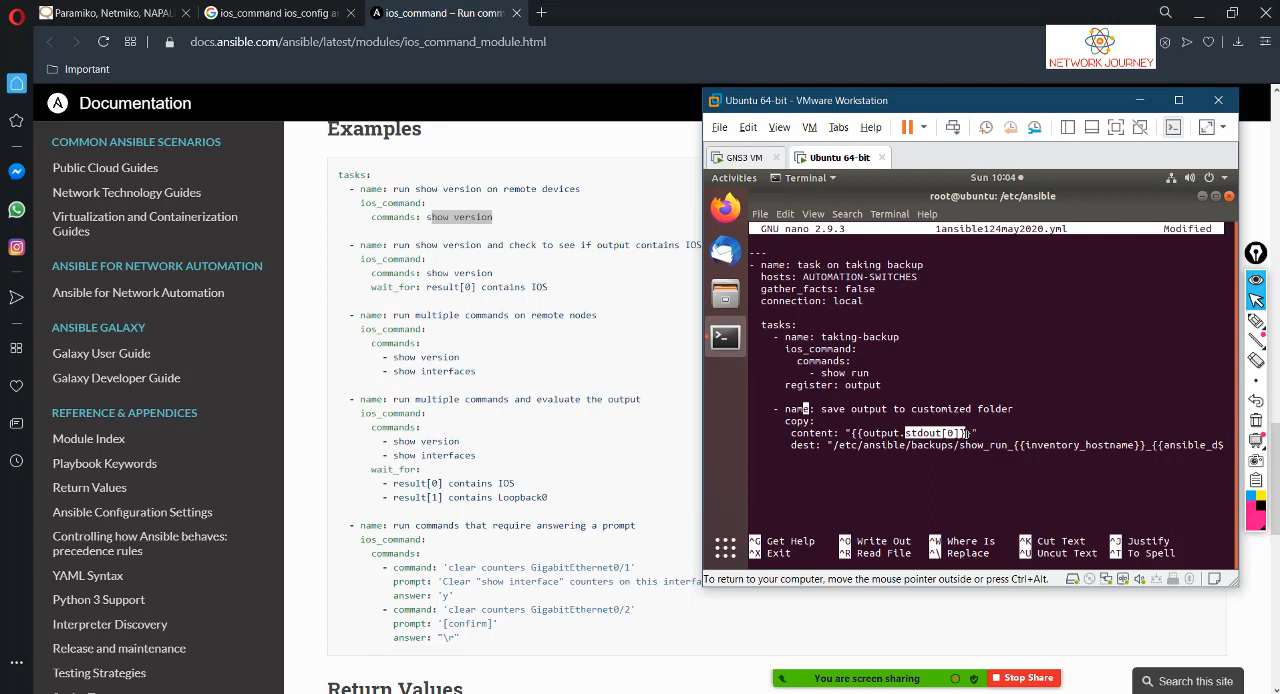 Paramiko, Netmiko, NAPAL
ios_command ios_config ar
ios_command – Run comm
docs.ansible.com/ansible/latest/modules/ios_command_module.html
NETWORK JOURNEY
Important
Documentation
COMMON ANSIBLE SCENARIOS
Public Cloud Guides
Network Technology Guides
Virtualization and Containerization
Guides
ANSIBLE FOR NETWORK AUTOMATION
Ansible for Network Automation
ANSIBLE GALAXY
Galaxy User Guide
Galaxy Developer Guide
REFERENCE & APPENDICES
Module Index
Playbook Keywords
Return Values
Ansible Configuration Settings
Controlling how Ansible behaves:
precedence rules
YAML Syntax
Python 3 Support
Interpreter Discovery
Release and maintenance
Testing Strategies
Examples
tasks:
- name: run show version on remote devices
ios_command:
commands: show version
- name: run show version and check to see if output contains IOS
ios_command:
commands: show version
wait_for: result[0] contains IOS
- name: run multiple commands on remote nodes
ios_command:
commands:
- show version
- show interfaces
- name: run multiple commands and evaluate the output
ios_command:
commands:
- show version
- show interfaces
wait_for:
- result[0] contains IOS
- result[1] contains Loopback0
- name: run commands that require answering a prompt
ios_command:
commands:
- command: 'clear counters GigabitEthernet0/1'
prompt: 'Clear "show interface" counters on this interfa
answer: 'y'
- command: 'clear counters GigabitEthernet0/2'
prompt: '[confirm]'
answer: "\r"
Return Values
Ubuntu 64-bit - VMware Workstation
File Edit View VM Tabs Help
GNS3 VM
Ubuntu 64-bit
Activities
Terminal
Sun 10:04
root@ubuntu: /etc/ansible
File Edit View Search Terminal Help
GNU nano 2.9.3 1ansible124may2020.yml Modified
---
- name: task on taking backup
hosts: AUTOMATION-SWITCHES
gather_facts: false
connection: local
tasks:
- name: taking-backup
ios_command:
commands:
- show run
register: output
- name: save output to customized folder
copy:
content: "{{output.stdout[0]}}"
dest: "/etc/ansible/backups/show_run_{{inventory_hostname}}_{{ansible_d$
^G Get Help ^O Write Out ^W Where Is ^K Cut Text ^J Justify
^X Exit ^R Read File ^\ Replace ^U Uncut Text ^T To Spell
To return to your computer, move the mouse pointer outside or press Ctrl+Alt.
You are screen sharing
Stop Share
Search this site